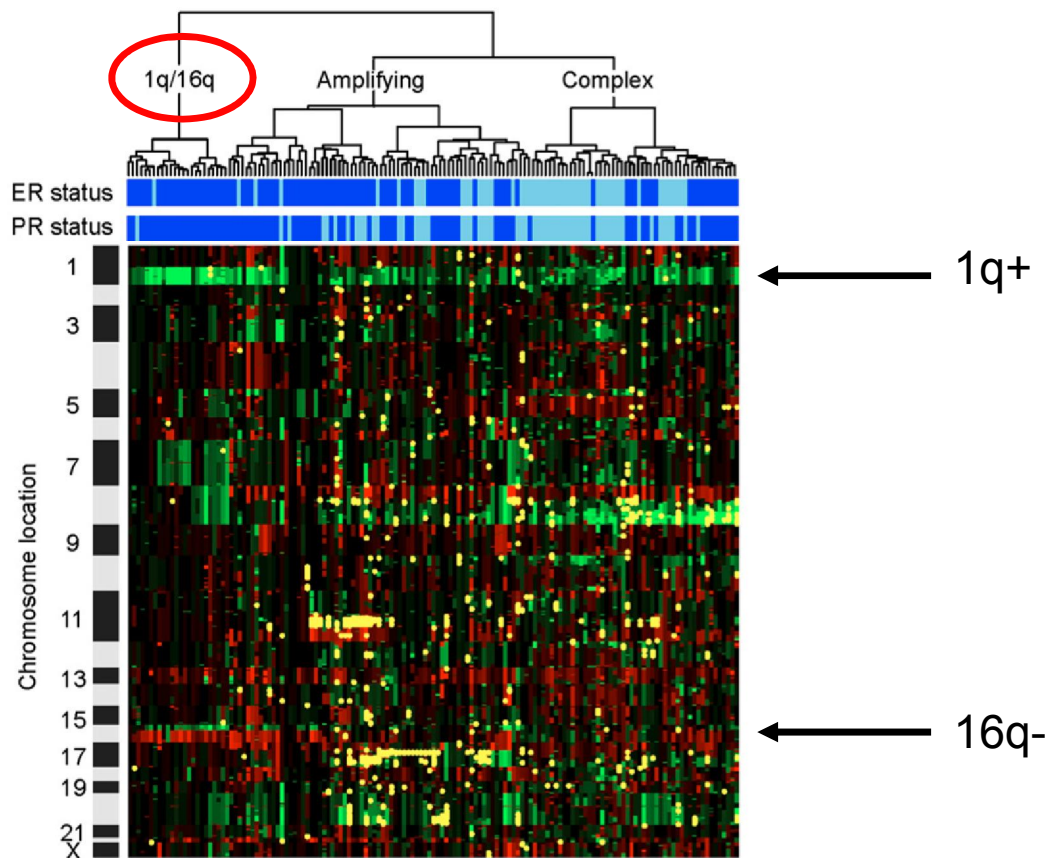 1q/16q
Amplifying
Complex
ER status
PR status
Chromosome location
1
3
5
7
9
11
13
15
17
19
21
X
1q+
16q-